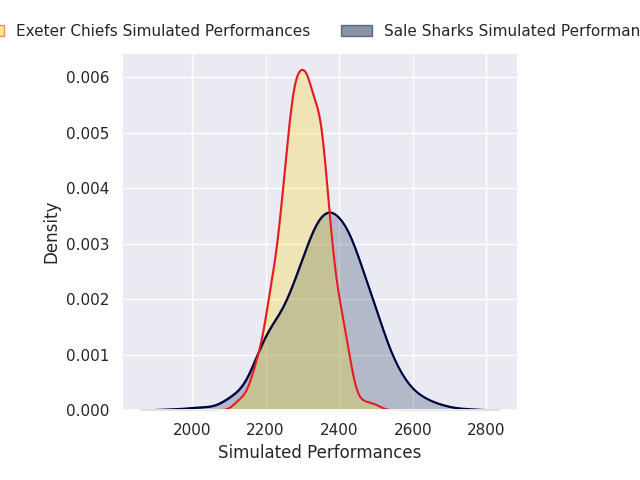 Exeter Chiefs Simulated Performances Sale Sharks Simulated
0.006
0.005
0.004
0.003
0.002
0.001
0.000
Density
2000 2200 2400 2600 2800
Simulated Performances